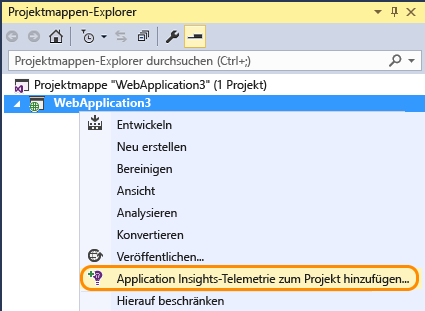 Projektmappen-Explorer
Projektmappen-Explorer durchsuchen (Ctrl+;)
Projektmappe "WebApplication3" (1 Projekt)
WebApplication3
Entwickeln
Neu erstellen
Bereinigen
Ansicht
Analysieren
Konvertieren
Veröffentlichen...
Application Insights-Telemetrie zum Projekt hinzufügen...
Hierauf beschränken